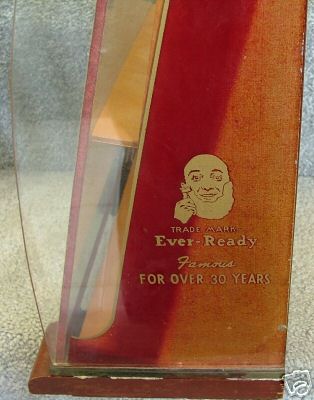 TRADE MARK
Ever-Ready
Famous
FOR OVER 30 YEARS